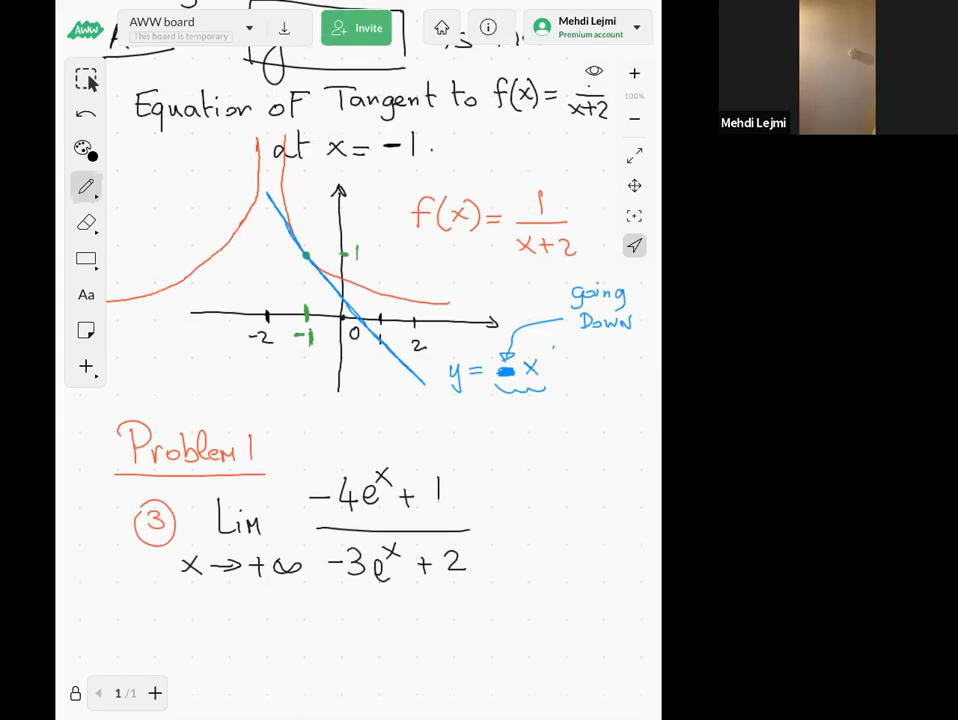 AWW board
This board is temporary
Invite
Mehdi Lejmi
Premium account
Equation of Tangent to f(x) = 1/(x+2)
at x = -1.
100%
f(x) = 1/(x+2)
1
-2 -1 0 1 2
going
DOWN
y = - x
Aa
Problem 1
3 Lim x→+∞ (-4e^x + 1)/(-3e^x + 2)
1/1
AWW
Mehdi Lejmi